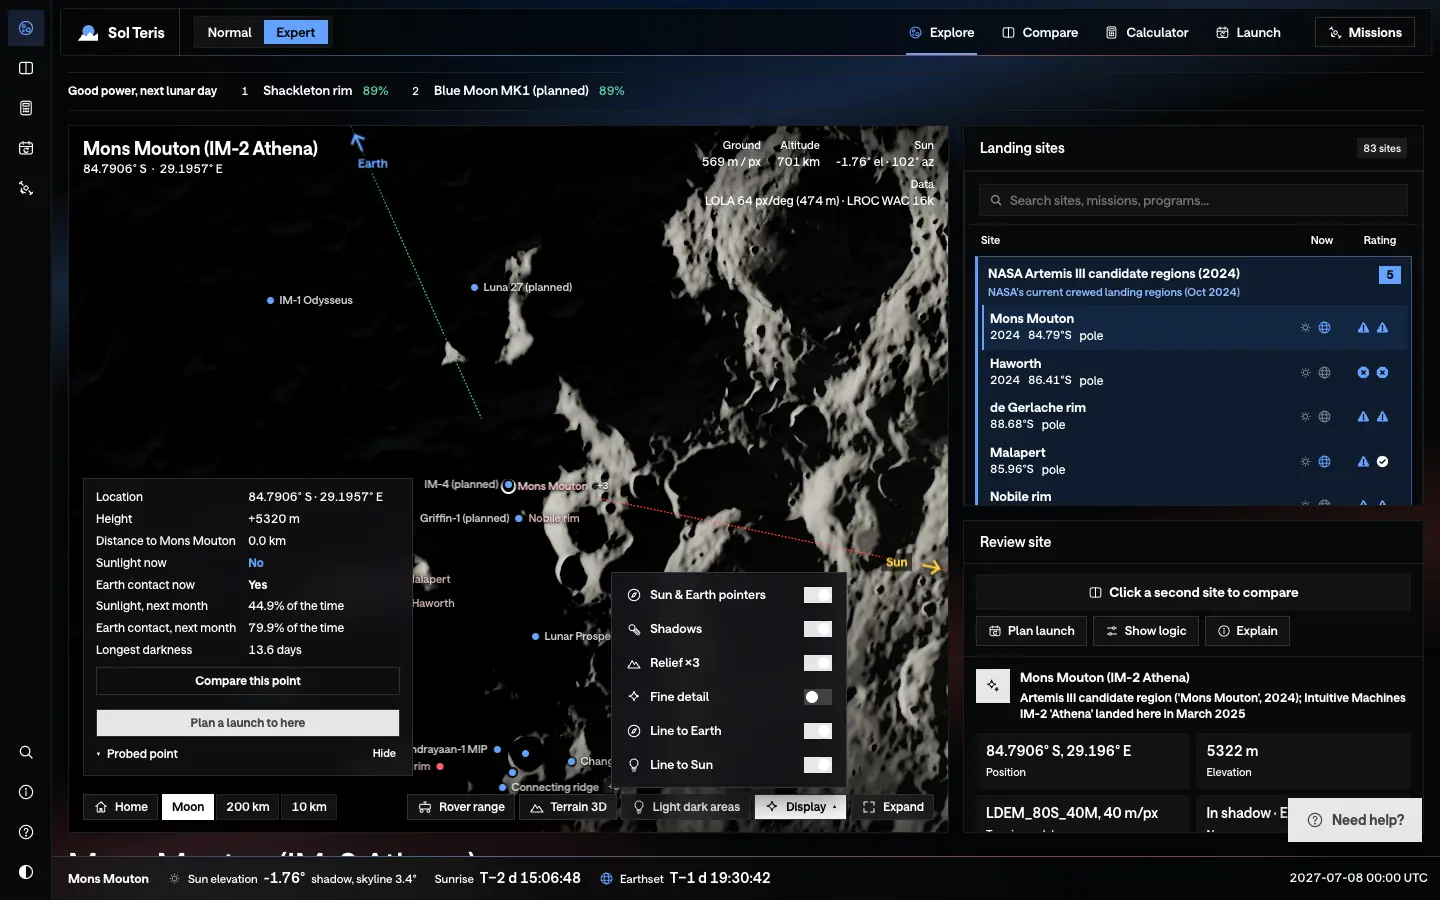 Sol Teris
Normal
Expert
Explore
Compare
Calculator
Launch
Missions
Good power, next lunar day
1 Shackleton rim 89%
2 Blue Moon MK1 (planned) 89%
Mons Mouton (IM-2 Athena)
84.7906° S · 29.1957° E
Earth
Ground
569 m / px
Altitude
701 km
Sun
-1.76° el · 102° az
Data
LOLA 64 px/deg (474 m) · LROC WAC 16k
IM-1 Odysseus
Luna 27 (planned)
IM-4 (planned)
Mons Mouton +3
Griffin-1 (planned)
Nobile rim
Sun
Haworth
Location 84.7906° S · 29.1957° E
Height +5320 m
Distance to Mons Mouton 0.0 km
Sunlight now No
Earth contact now Yes
Sunlight, next month 44.9% of the time
Earth contact, next month 79.9% of the time
Longest darkness 13.6 days
Compare this point
Plan a launch to here
Probed point
Hide
alapert
Lunar Prospe
ndrayaan-1 MIP
rim
Chang
Connecting ridge
Sun & Earth pointers
Shadows
Relief ×3
Fine detail
Line to Earth
Line to Sun
Home
Moon
200 km
10 km
Rover range
Terrain 3D
Light dark areas
Display
Expand
Landing sites
83 sites
Search sites, missions, programs...
Site Now Rating
NASA Artemis III candidate regions (2024) 5
NASA's current crewed landing regions (Oct 2024)
Mons Mouton
2024 84.79°S pole
Haworth
2024 86.41°S pole
de Gerlache rim
88.68°S pole
Malapert
85.96°S pole
Nobile rim
Review site
Click a second site to compare
Plan launch
Show logic
Explain
Mons Mouton (IM-2 Athena)
Artemis III candidate region ('Mons Mouton', 2024); Intuitive Machines
IM-2 'Athena' landed here in March 2025
84.7906° S, 29.196° E
Position
5322 m
Elevation
LDEM_80S_40M, 40 m/px
In shadow · E
Need help?
Mons Mouton (IM-2 Athena)
Mons Mouton
Sun elevation -1.76° shadow, skyline 3.4°
Sunrise T−2 d 15:06:48
Earthset T−1 d 19:30:42
2027-07-08 00:00 UTC